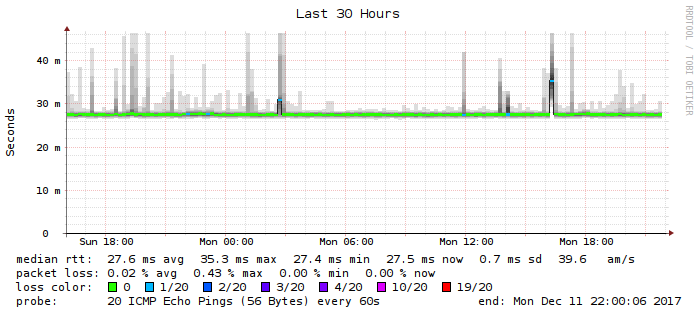 Last 30 Hours
RRDTOOL / TOBI OETIKER
Seconds
40 m
30 m
20 m
10 m
0
Sun 18:00 Mon 00:00 Mon 06:00 Mon 12:00 Mon 18:00
median rtt: 27.6 ms avg 35.3 ms max 27.4 ms min 27.5 ms now 0.7 ms sd 39.6 am/s
packet loss: 0.02 % avg 0.43 % max 0.00 % min 0.00 % now
loss color: 0 1/20 2/20 3/20 4/20 10/20 19/20
probe: 20 ICMP Echo Pings (56 Bytes) every 60s end: Mon Dec 11 22:00:06 2017